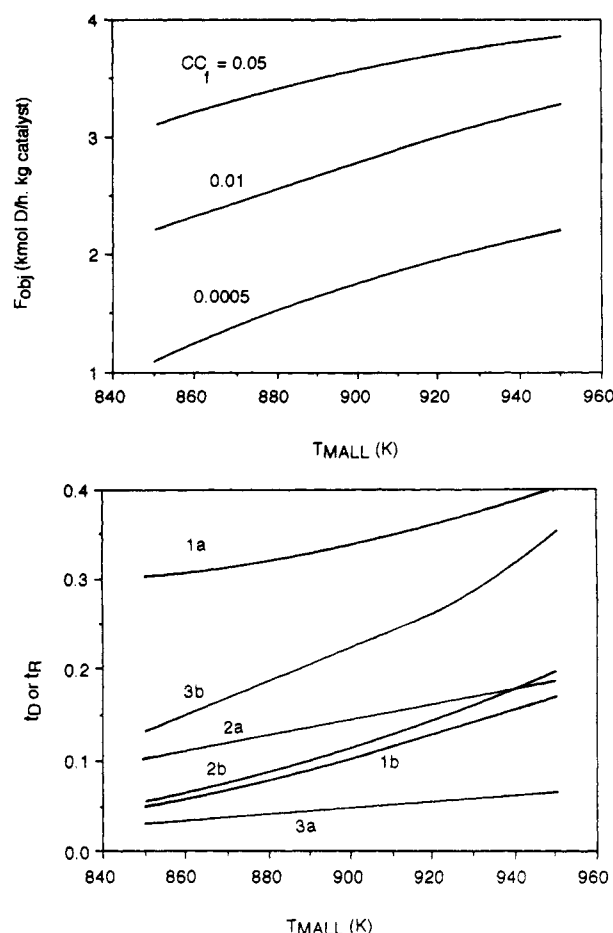 CCf = 0.05
0.01
0.0005
4
3
2
1
Fobj (kmol D/h. kg catalyst)
840 860 880 900 920 940 960
TMALL (K)
0.4
0.3
0.2
0.1
0.0
tD or tR
1a
3b
2a
2b
1b
3a
840 860 880 900 920 940 960
TMALL (K)